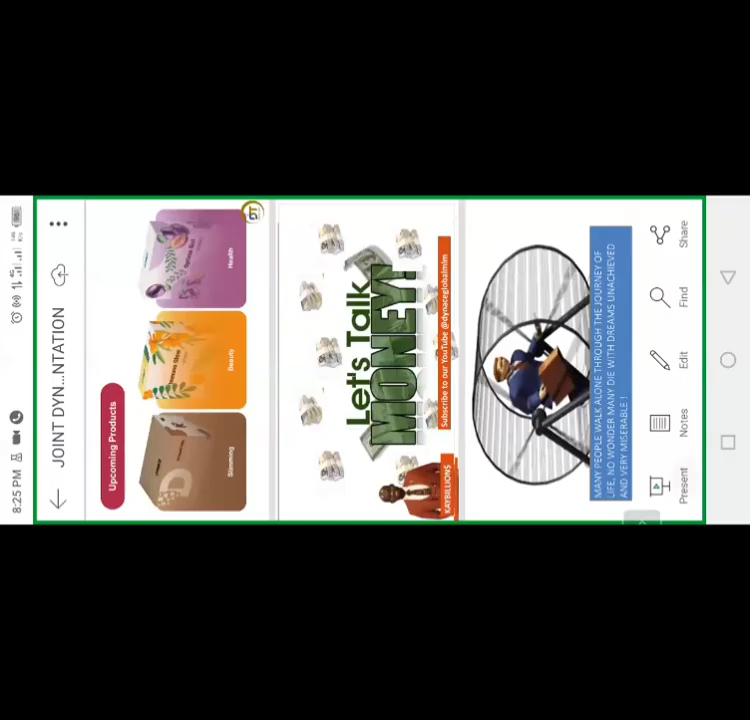 8:25 PM
JOINT DYN...NTATION
Upcoming Products
Slimming
Beauty
Health
DT
Let's Talk
MONEY!
Subscribe to our YouTube @dynaceglobalmlm
KAYBILLIONS
MANY PEOPLE WALK ALONE THROUGH THE JOURNEY OF
LIFE, NO WONDER MANY DIE WITH DREAMS UNACHIEVED
AND VERY MISERABLE !
Present
Notes
Edit
Find
Share